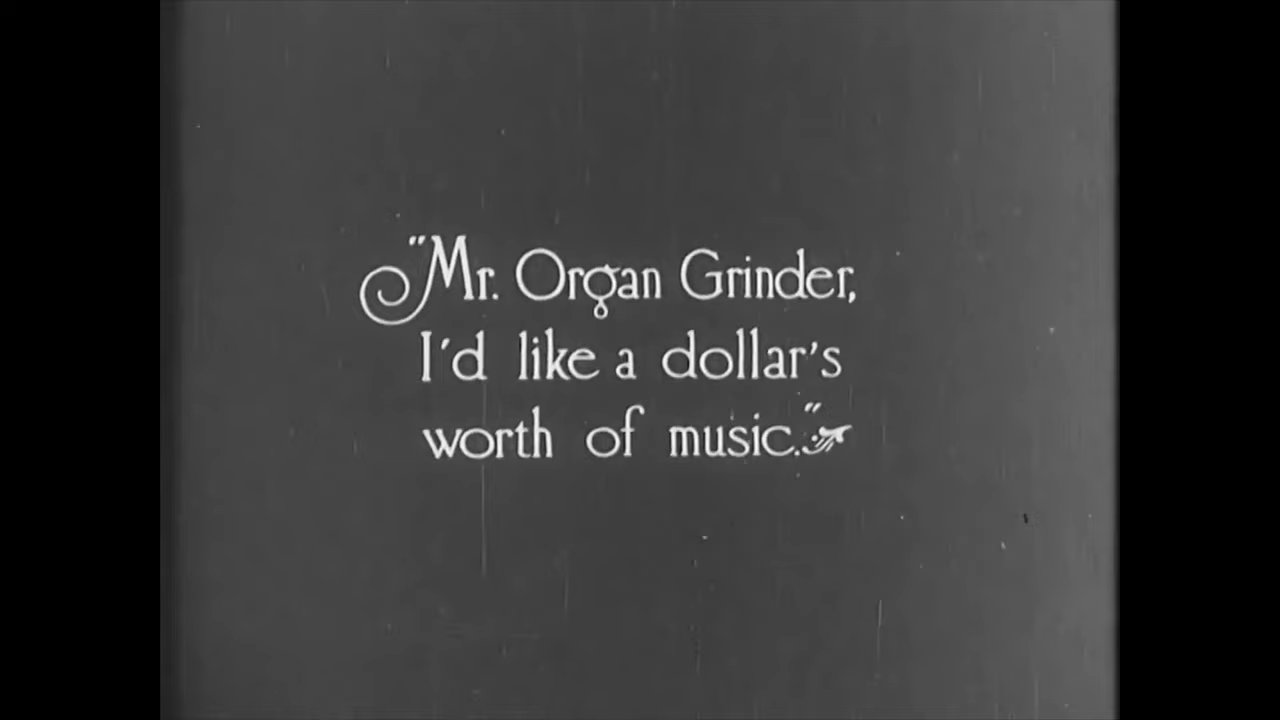 "Mr. Organ Grinder,
I'd like a dollar's
worth of music."